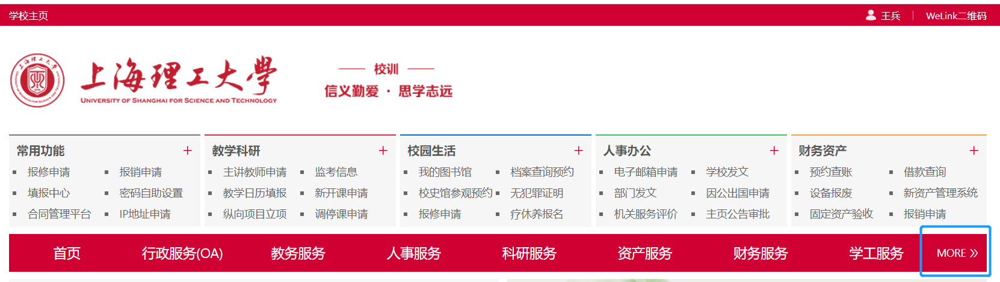 学校主页
王兵
WeLink二维码
上海理工大学
UNIVERSITY OF SHANGHAI FOR SCIENCE AND TECHNOLOGY
校训
信义勤爱 · 思学志远
常用功能 +
报修申请 报销申请
填报中心 密码自助设置
合同管理平台 IP地址申请
教学科研 +
主讲教师申请 监考信息
教学日历填报 新开课申请
纵向项目立项 调停课申请
校园生活 +
我的图书馆 档案查询预约
校史馆参观预约 无犯罪证明
报修申请 疗休养报名
人事办公 +
电子邮箱申请 学校发文
部门发文 因公出国申请
机关服务评价 主页公告审批
财务资产 +
预约查账 借款查询
设备报废 新资产管理系统
固定资产验收 报销申请
首页 行政服务(OA) 教务服务 人事服务 科研服务 资产服务 财务服务 学工服务 MORE »